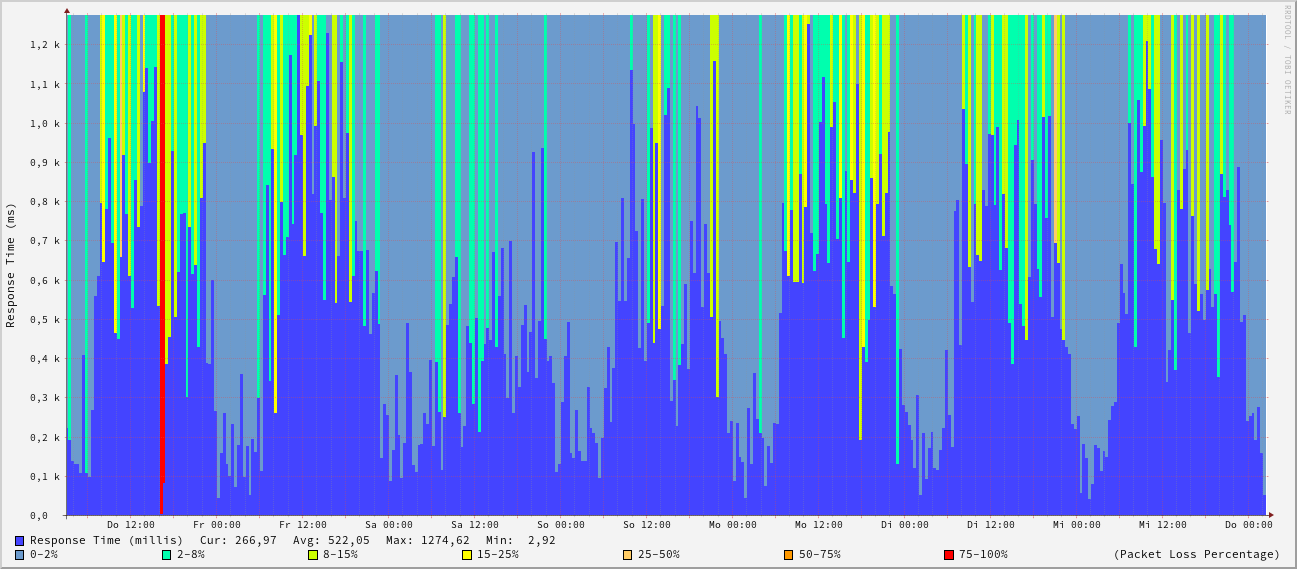 RRDTOOL / TOBI OETIKER
Response Time (ms)
1,2 k
1,1 k
1,0 k
0,9 k
0,8 k
0,7 k
0,6 k
0,5 k
0,4 k
0,3 k
0,2 k
0,1 k
0,0
Do 12:00 Fr 00:00 Fr 12:00 Sa 00:00 Sa 12:00 So 00:00 So 12:00 Mo 00:00 Mo 12:00 Di 00:00 Di 12:00 Mi 00:00 Mi 12:00 Do 00:00
Response Time (millis) Cur: 266,97 Avg: 522,05 Max: 1274,62 Min: 2,92
0-2% 2-8% 8-15% 15-25% 25-50% 50-75% 75-100% (Packet Loss Percentage)